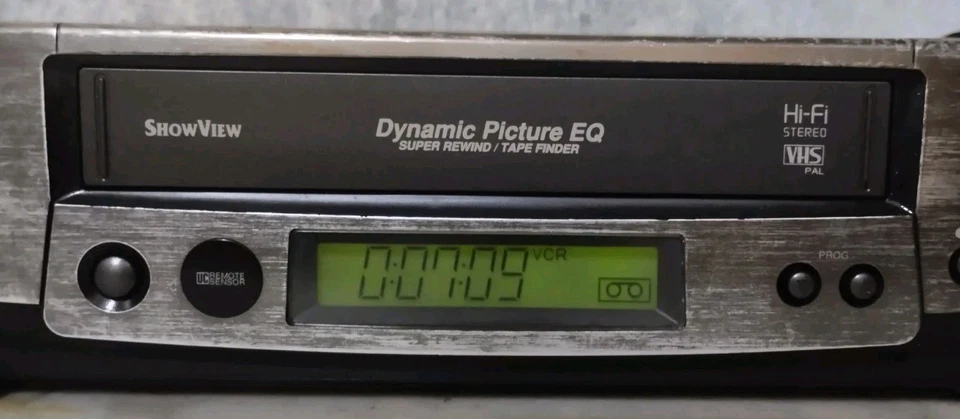 SHOWVIEW
Dynamic Picture EQ
SUPER REWIND / TAPE FINDER
Hi-Fi
STEREO
VHS
PAL
UC REMOTE
SENSOR
0:07:09 VCR
PROG